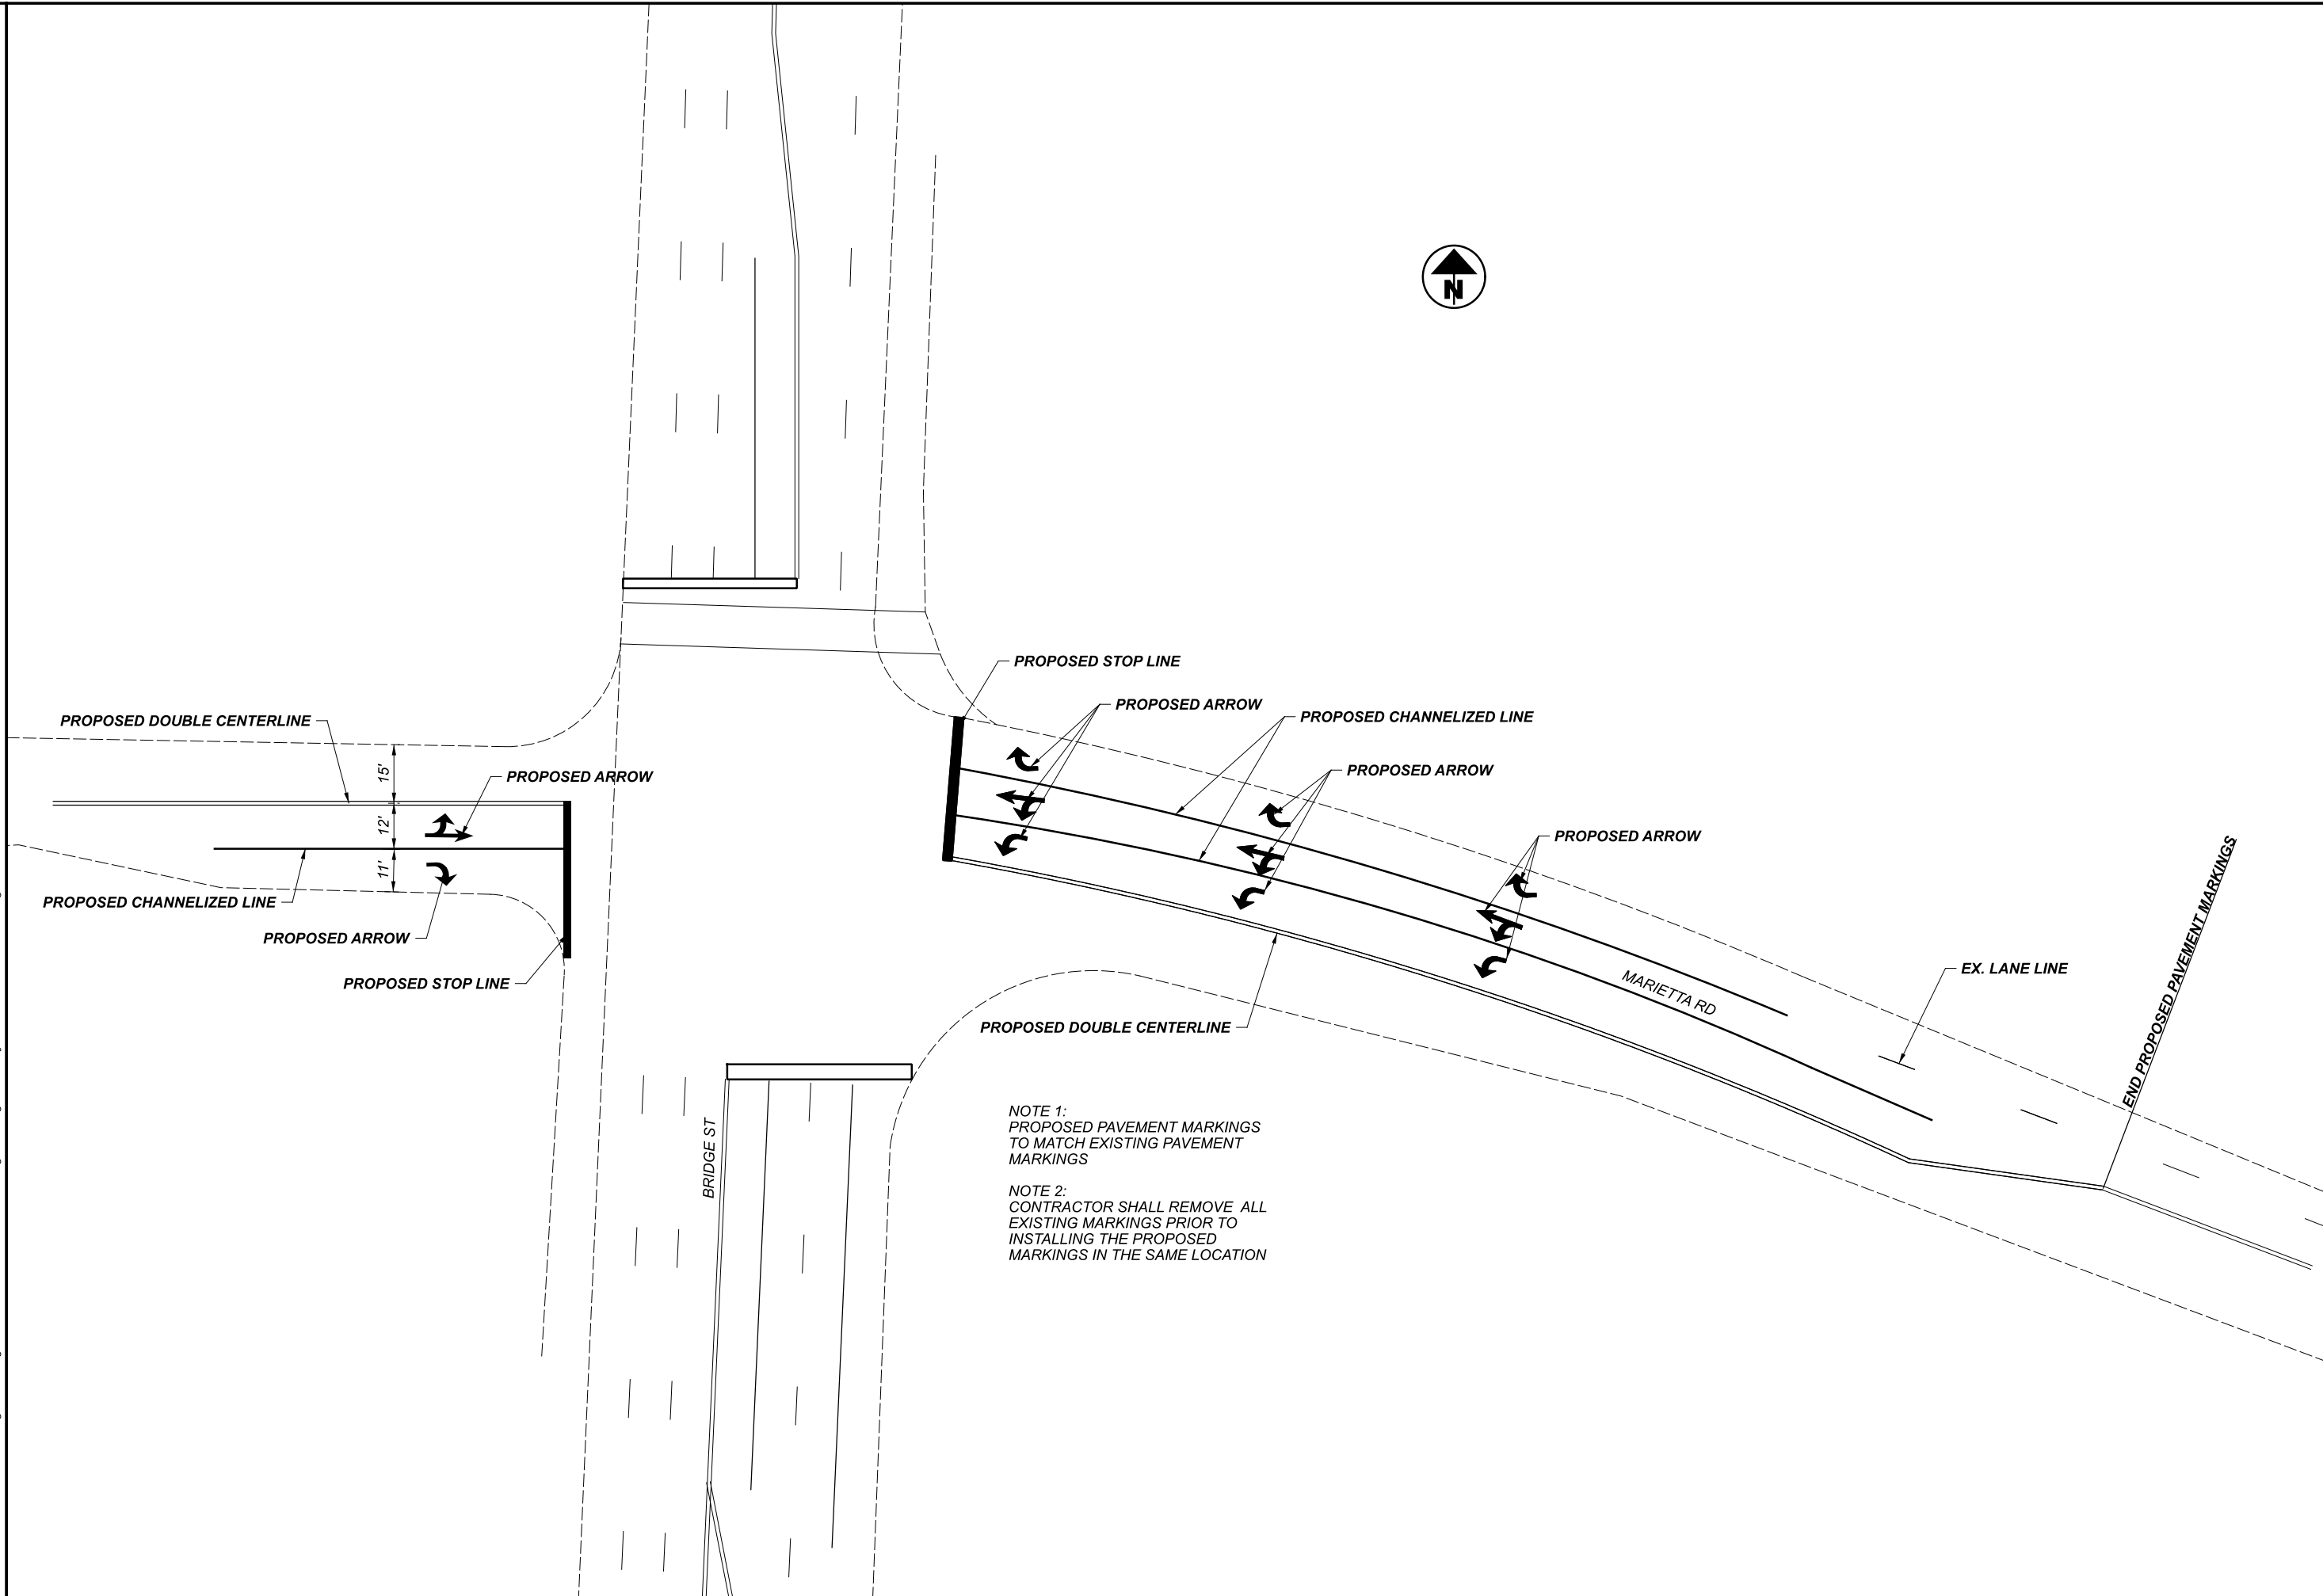 N
PROPOSED STOP LINE
PROPOSED ARROW
PROPOSED CHANNELIZED LINE
PROPOSED DOUBLE CENTERLINE
15'
PROPOSED ARROW
PROPOSED ARROW
12'
PROPOSED ARROW
11'
PROPOSED CHANNELIZED LINE
PROPOSED ARROW
PROPOSED STOP LINE
MARIETTA RD
EX. LANE LINE
END PROPOSED PAVEMENT MARKINGS
PROPOSED DOUBLE CENTERLINE
BRIDGE ST
NOTE 1:
PROPOSED PAVEMENT MARKINGS
TO MATCH EXISTING PAVEMENT
MARKINGS
NOTE 2:
CONTRACTOR SHALL REMOVE ALL
EXISTING MARKINGS PRIOR TO
INSTALLING THE PROPOSED
MARKINGS IN THE SAME LOCATION